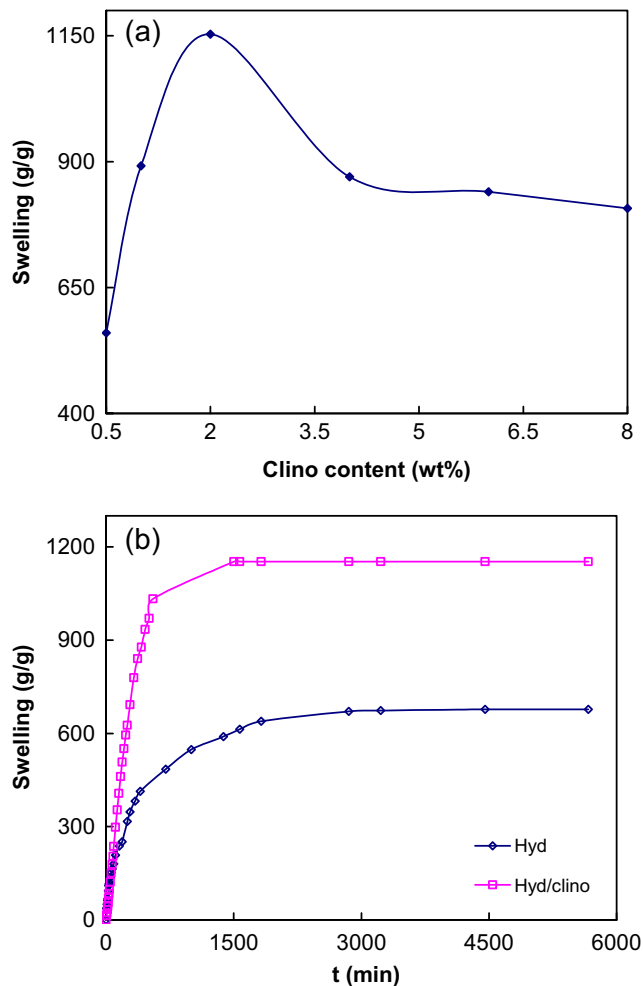 (a)
Swelling (g/g)
1150
900
650
400
0.5 2 3.5 5 6.5 8
Clino content (wt%)
(b)
Swelling (g/g)
1200
900
600
300
0
Hyd
Hyd/clino
0 1500 3000 4500 6000
t (min)